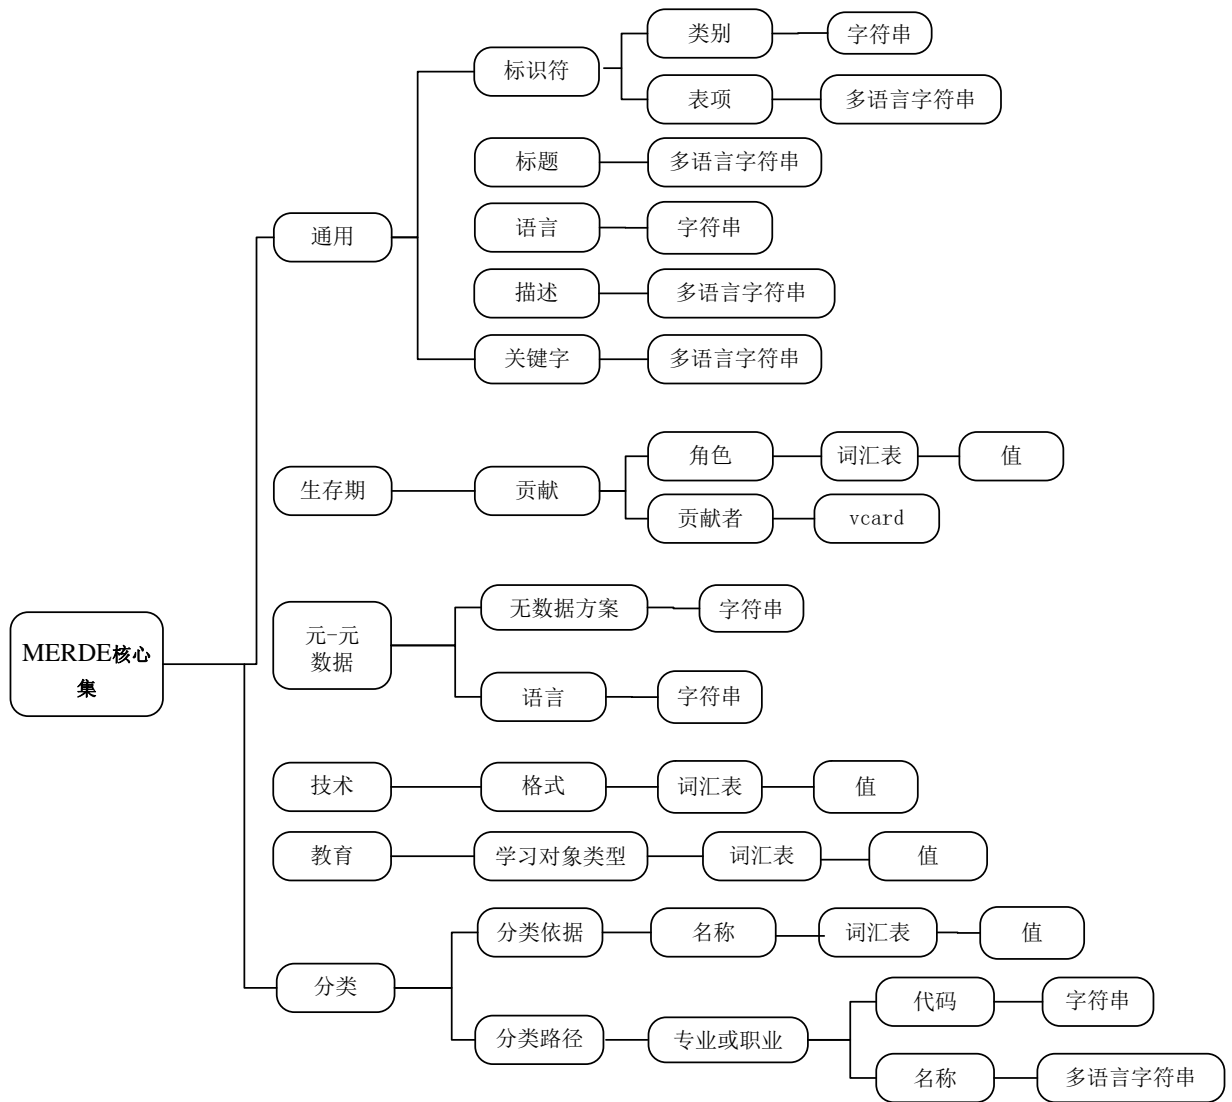 类别
字符串
标识符
表项
多语言字符串
标题
多语言字符串
语言
字符串
通用
描述
多语言字符串
关键字
多语言字符串
角色
词汇表
值
生存期
贡献
贡献者
vcard
无数据方案
字符串
元-元
数据
语言
字符串
MERDE核心
集
技术
格式
词汇表
值
教育
学习对象类型
词汇表
值
分类依据
名称
词汇表
值
分类
代码
字符串
分类路径
专业或职业
名称
多语言字符串